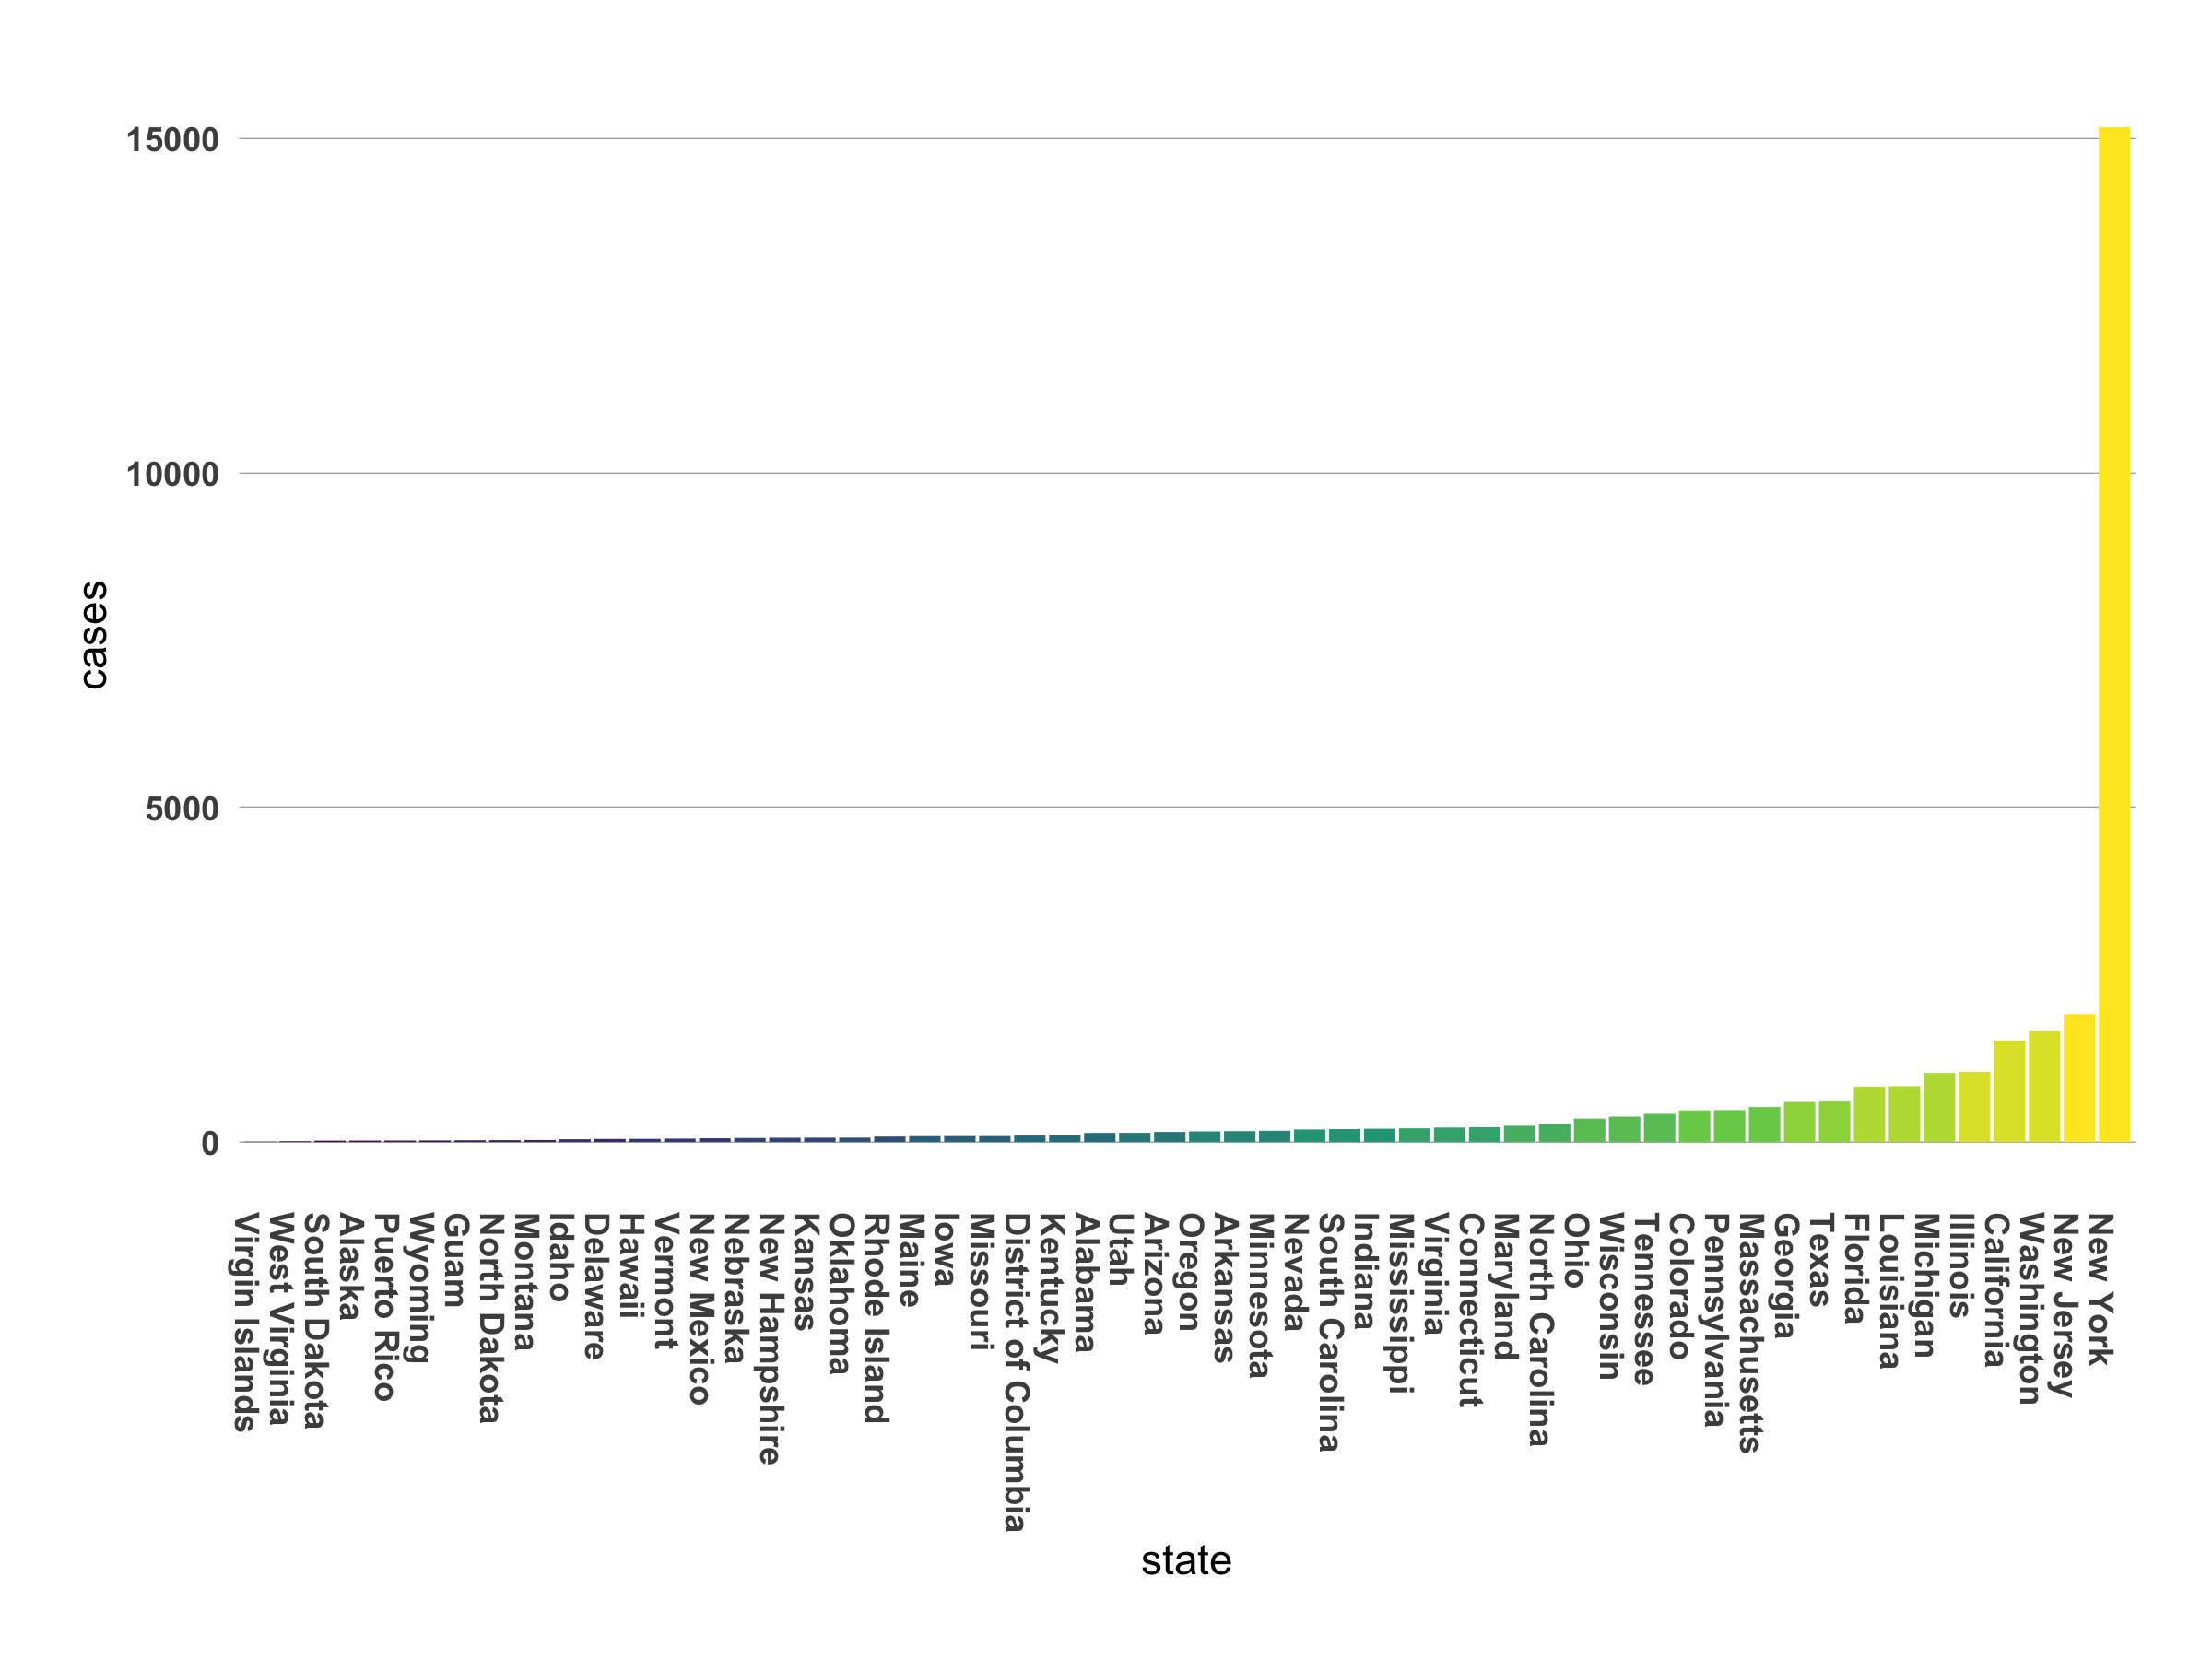 15000
10000
5000
0
cases
Virgin Islands
West Virginia
South Dakota
Alaska
Puerto Rico
Wyoming
Guam
North Dakota
Montana
Idaho
Delaware
Hawaii
Vermont
New Mexico
Nebraska
New Hampshire
Kansas
Oklahoma
Rhode Island
Maine
Iowa
Missouri
District of Columbia
Kentucky
Alabama
Utah
Arizona
Oregon
Arkansas
Minnesota
Nevada
South Carolina
Indiana
Mississippi
Virginia
Connecticut
Maryland
North Carolina
Ohio
Wisconsin
Tennessee
Colorado
Pennsylvania
Massachusetts
Georgia
Texas
Florida
Louisiana
Michigan
Illinois
California
Washington
New Jersey
New York
state